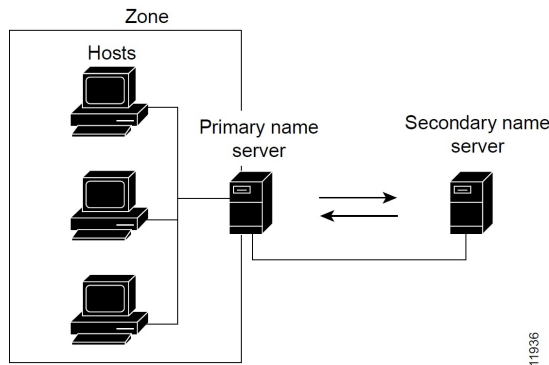 Zone
Hosts
Primary name
server
Secondary name
server
11936